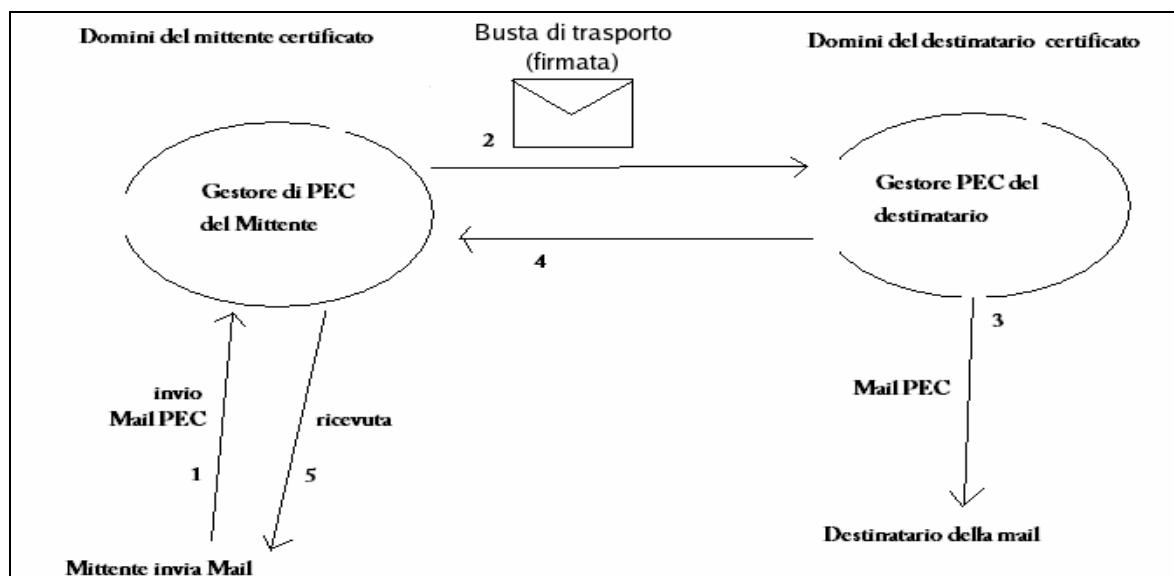 Domini del mittente certificato
Busta di trasporto
(firmata)
Domini del destinatario certificato
2
Gestore di PEC
del Mittente
Gestore PEC del
destinatario
4
3
invio
Mail PEC
ricevuta
Mail PEC
1
5
Destinatario della mail
Mittente invia Mail